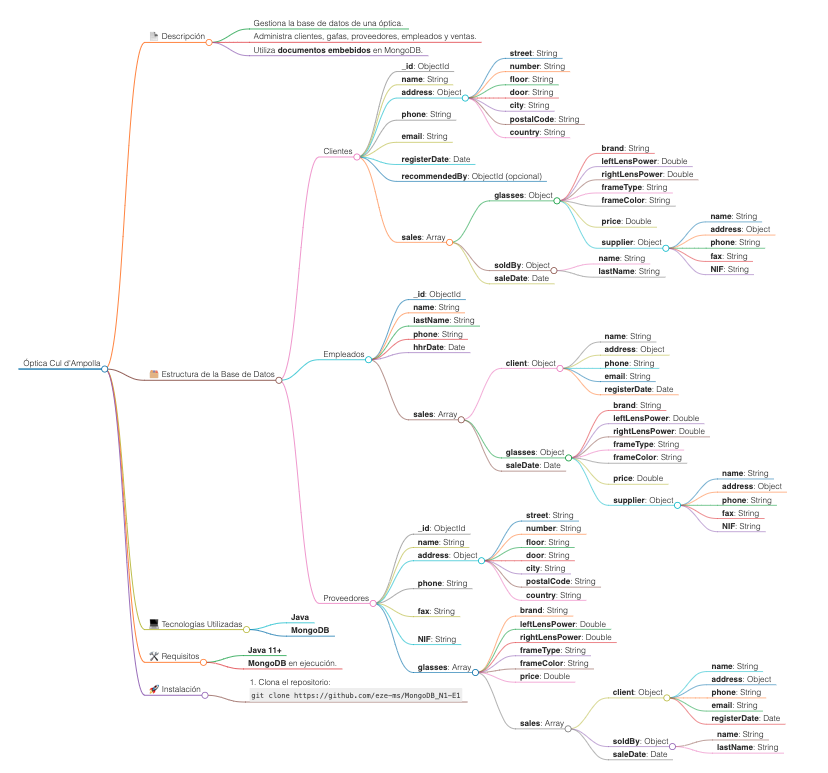 Óptica Cul d'Ampolla
Descripción
Gestiona la base de datos de una óptica.
Administra clientes, gafas, proveedores, empleados y ventas.
Utiliza documentos embebidos en MongoDB.
Estructura de la Base de Datos
Clientes
_id: ObjectId
name: String
address: Object
street: String
number: String
floor: String
door: String
city: String
postalCode: String
country: String
phone: String
email: String
registerDate: Date
recommendedBy: ObjectId (opcional)
sales: Array
glasses: Object
brand: String
leftLensPower: Double
rightLensPower: Double
frameType: String
frameColor: String
price: Double
supplier: Object
name: String
address: Object
phone: String
fax: String
NIF: String
soldBy: Object
name: String
lastName: String
saleDate: Date
Empleados
_id: ObjectId
name: String
lastName: String
phone: String
hhrDate: Date
sales: Array
client: Object
name: String
address: Object
phone: String
email: String
registerDate: Date
glasses: Object
brand: String
leftLensPower: Double
rightLensPower: Double
frameType: String
frameColor: String
price: Double
supplier: Object
name: String
address: Object
phone: String
fax: String
NIF: String
saleDate: Date
Proveedores
_id: ObjectId
name: String
address: Object
street: String
number: String
floor: String
door: String
city: String
postalCode: String
country: String
phone: String
fax: String
NIF: String
glasses: Array
brand: String
leftLensPower: Double
rightLensPower: Double
frameType: String
frameColor: String
price: Double
sales: Array
client: Object
name: String
address: Object
phone: String
email: String
registerDate: Date
soldBy: Object
name: String
lastName: String
saleDate: Date
Tecnologías Utilizadas
Java
MongoDB
Requisitos
Java 11+
MongoDB en ejecución.
Instalación
1. Clona el repositorio:
git clone https://github.com/eze-ms/MongoDB_N1-E1